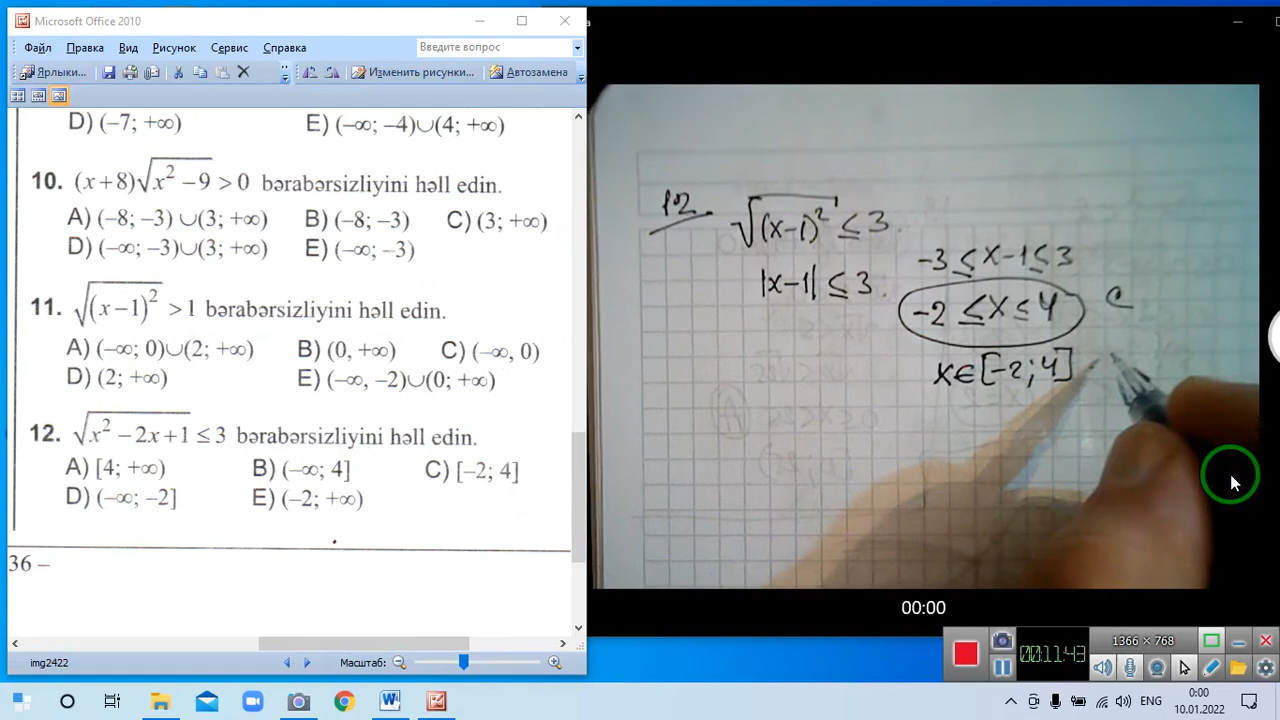 Microsoft Office 2010
Файл Правка Вид Рисунок Сервис Справка
Введите вопрос
Ярлыки... Изменить рисунки... Автозамена
D) (–7; +∞) E) (–∞; –4)∪(4; +∞)
10. (x+8)√(x² – 9) > 0 bərabərsizliyini həll edin.
A) (–8; –3) ∪(3; +∞) B) (–8; –3) C) (3; +∞)
D) (–∞; –3)∪(3; +∞) E) (–∞; –3)
11. √((x–1)²) > 1 bərabərsizliyini həll edin.
A) (–∞; 0)∪(2; +∞) B) (0, +∞) C) (–∞, 0)
D) (2; +∞) E) (–∞, –2)∪(0; +∞)
12. √(x² – 2x + 1) ≤ 3 bərabərsizliyini həll edin.
A) [4; +∞) B) (–∞; 4] C) [–2; 4]
D) (–∞; –2] E) (–2; +∞)
36 –
img2422 Масштаб:
12 √((x–1)²) ≤ 3.
|x–1| ≤ 3.
-3 ≤ x-1 ≤ 3
-2 ≤ x ≤ 4 C
x∈[-2; 4]
00:00
1366 × 768
00:11:43
ENG
0:00
10.01.2022